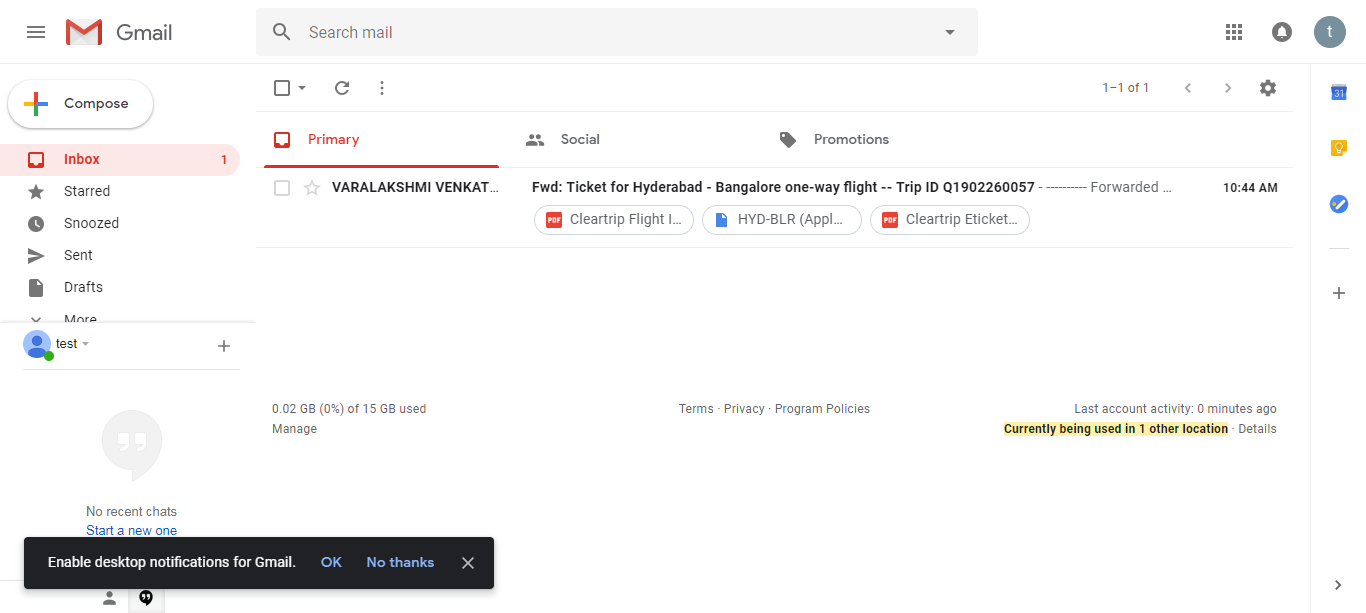 Gmail
Search mail
t
Compose
1–1 of 1
31
Inbox 1
Primary
Social
Promotions
Starred
VARALAKSHMI VENKAT… Fwd: Ticket for Hyderabad - Bangalore one-way flight -- Trip ID Q1902260057 - ---------- Forwarded … 10:44 AM
PDF Cleartrip Flight I… HYD-BLR (Appl… PDF Cleartrip Eticket…
Snoozed
Sent
Drafts
More
test
0.02 GB (0%) of 15 GB used
Manage
Terms · Privacy · Program Policies
Last account activity: 0 minutes ago
Currently being used in 1 other location · Details
No recent chats
Start a new one
Enable desktop notifications for Gmail. OK No thanks